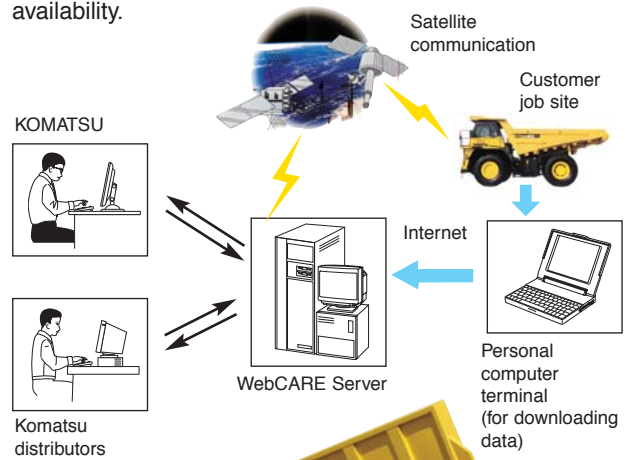 availability.
Satellite
communication
Customer
job site
KOMATSU
Internet
WebCARE Server
Personal
computer
terminal
(for downloading
data)
Komatsu
distributors